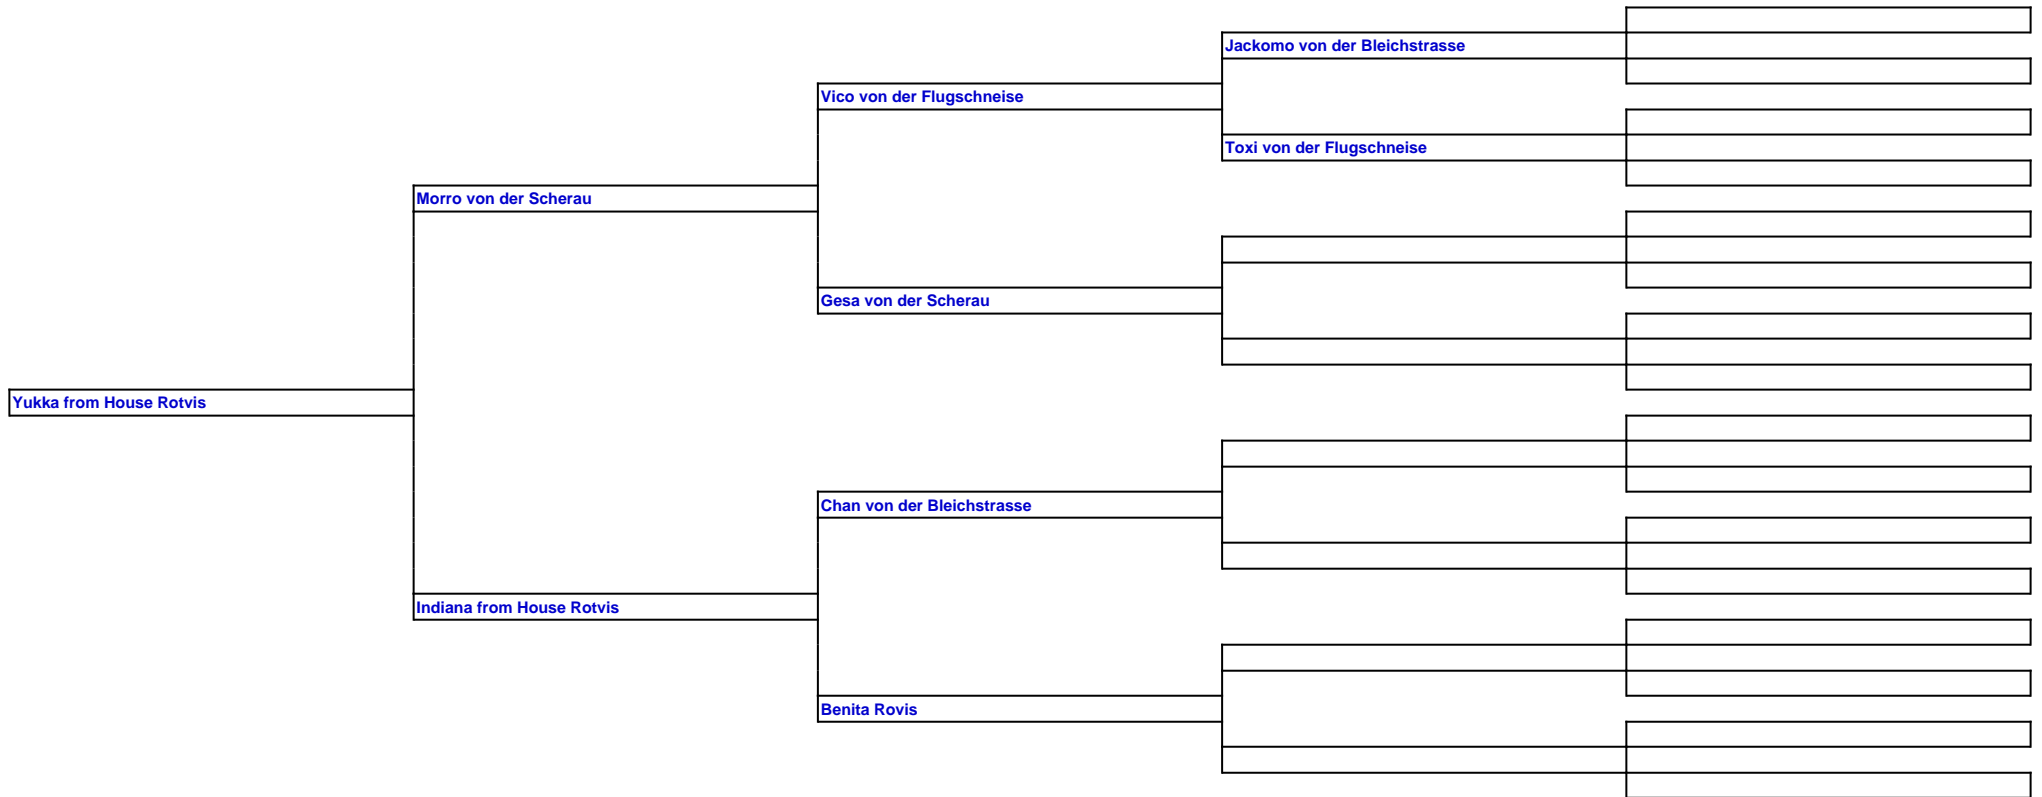 Jackomo von der Bleichstrasse
Vico von der Flugschneise
Toxi von der Flugschneise
Morro von der Scherau
Gesa von der Scherau
Yukka from House Rotvis
Chan von der Bleichstrasse
Indiana from House Rotvis
Benita Rovis